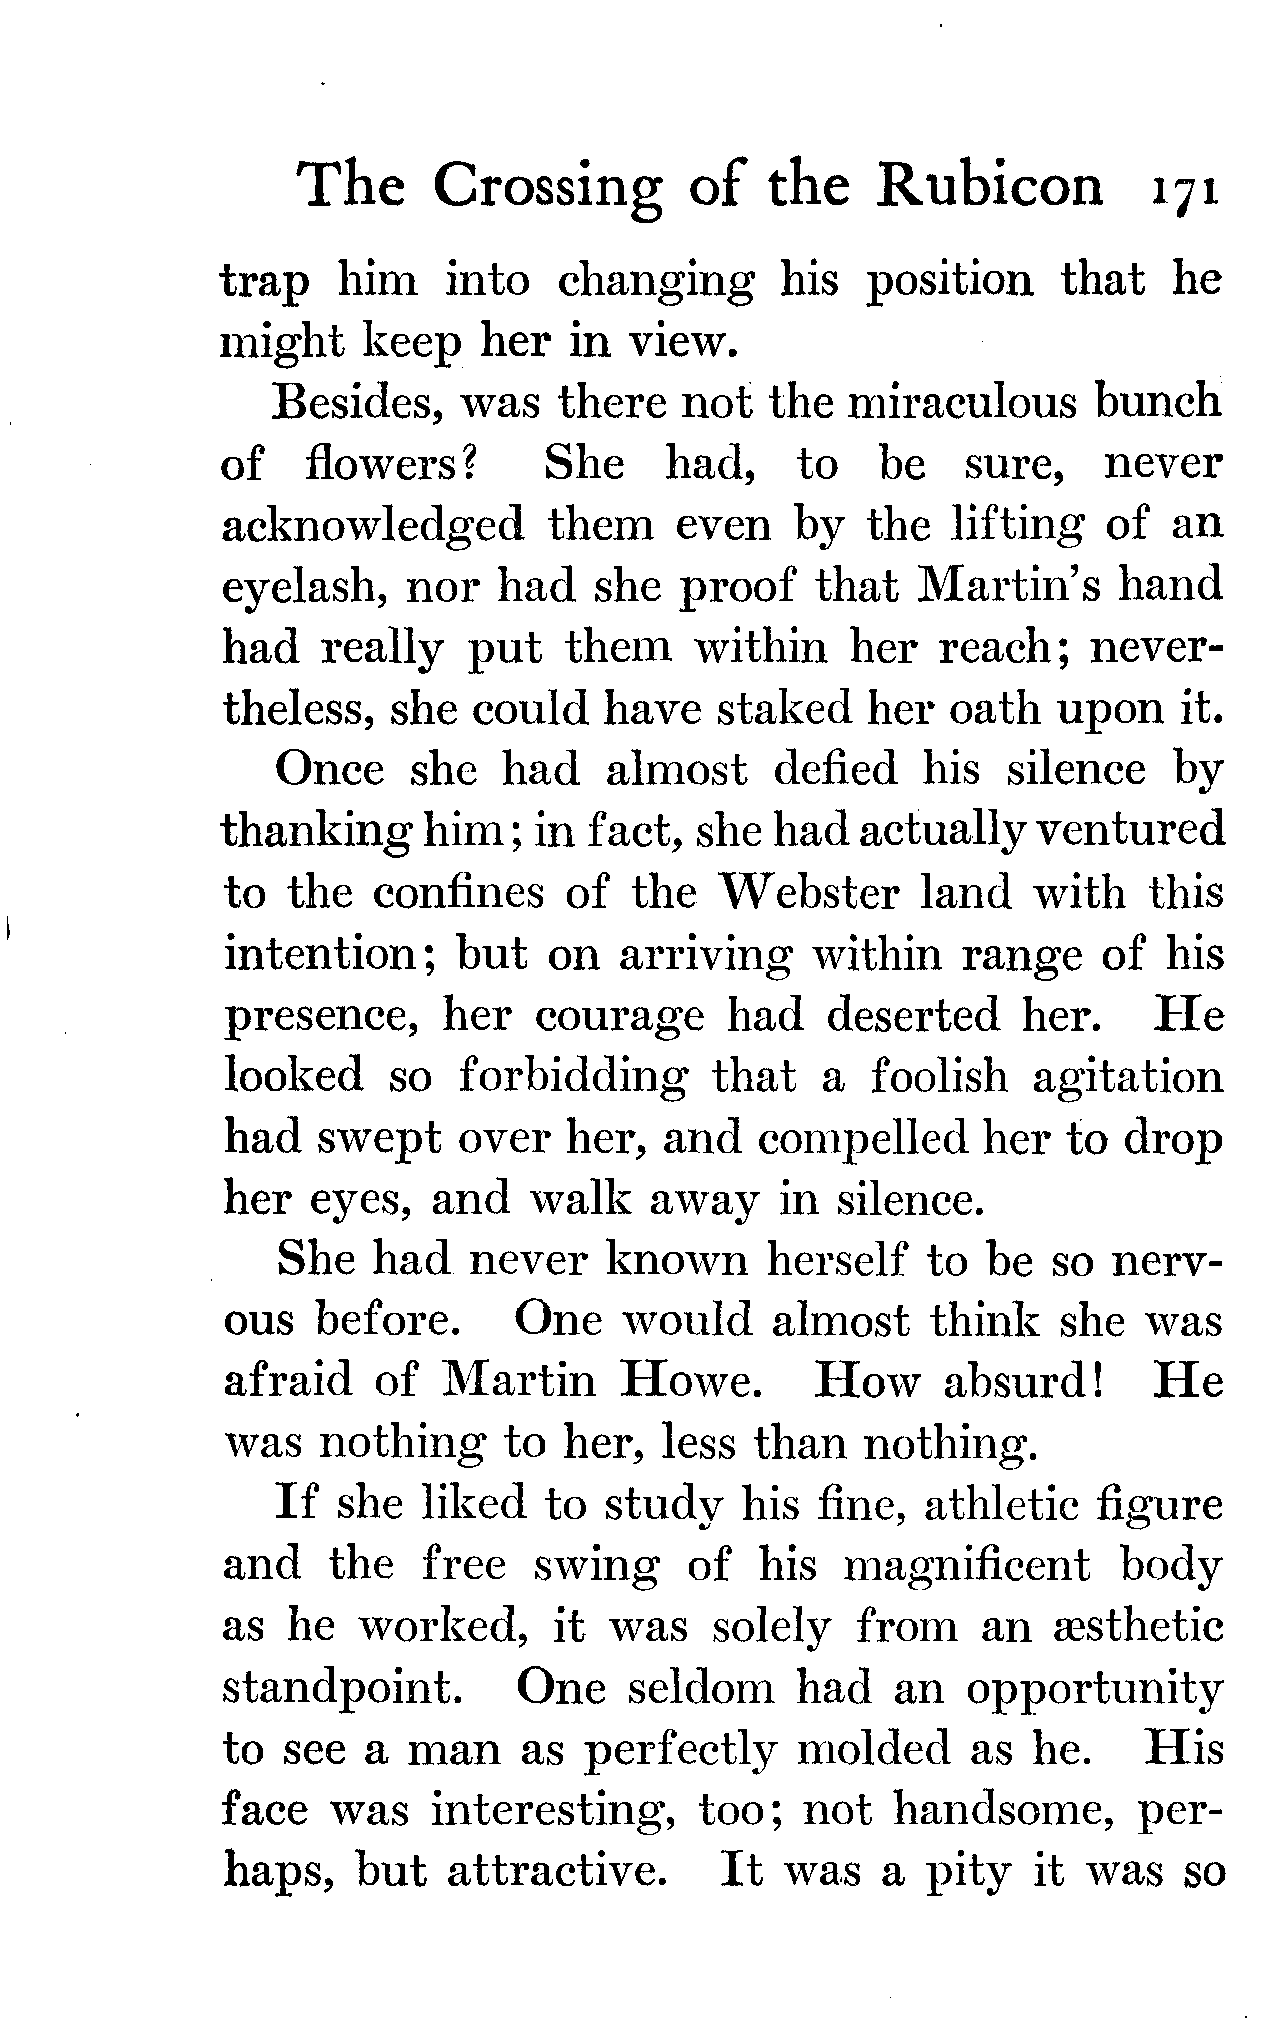 The Crossing of the Rubicon 171
trap him into changing his position that he
might keep her in view.
Besides, was there not the miraculous bunch
of flowers? She had, to be sure, never
acknowledged them even by the lifting of an
eyelash, nor had she proof that Martin's hand
had really put them within her reach; never-
theless, she could have staked her oath upon it.
Once she had almost defied his silence by
thanking him; in fact, she had actually ventured
to the confines of the Webster land with this
intention; but on arriving within range of his
presence, her courage had deserted her. He
looked so forbidding that a foolish agitation
had swept over her, and compelled her to drop
her eyes, and walk away in silence.
She had never known herself to be so nerv-
ous before. One would almost think she was
afraid of Martin Howe. How absurd! He
was nothing to her, less than nothing.
If she liked to study his fine, athletic figure
and the free swing of his magnificent body
as he worked, it was solely from an æsthetic
standpoint. One seldom had an opportunity
to see a man as perfectly molded as he. His
face was interesting, too; not handsome, per-
haps, but attractive. It was a pity it was so